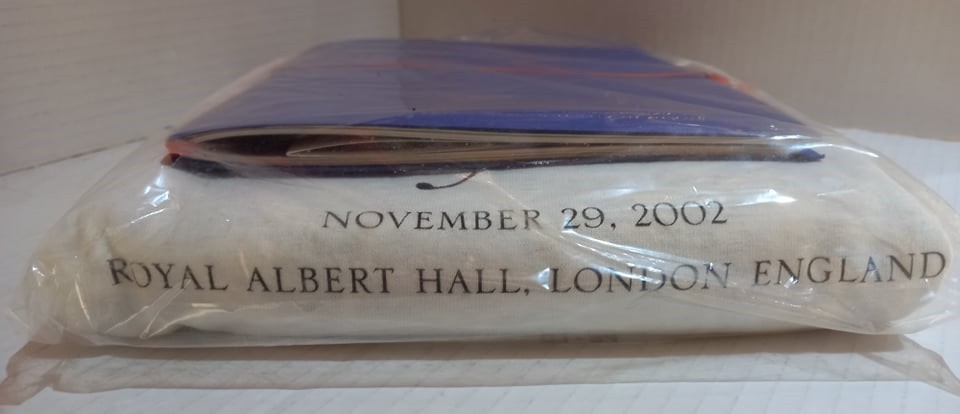 NOVEMBER 29, 2002
ROYAL ALBERT HALL, LONDON ENGLAND